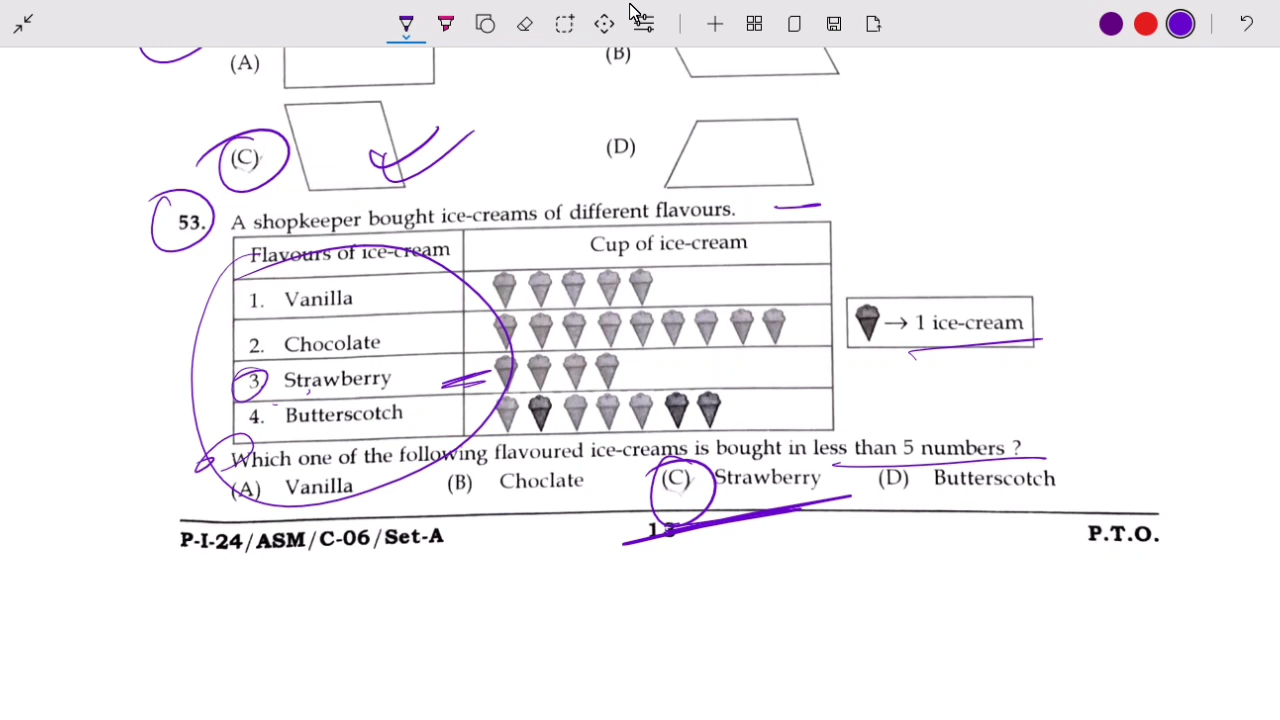 (A)
(B)
(C)
(D)
53. A shopkeeper bought ice-creams of different flavours.
Flavours of ice-cream Cup of ice-cream
1. Vanilla
2. Chocolate
→ 1 ice-cream
3. Strawberry
4. Butterscotch
Which one of the following flavoured ice-creams is bought in less than 5 numbers ?
(A) Vanilla (B) Choclate (C) Strawberry (D) Butterscotch
P-I-24/ASM/C-06/Set-A 13 P.T.O.